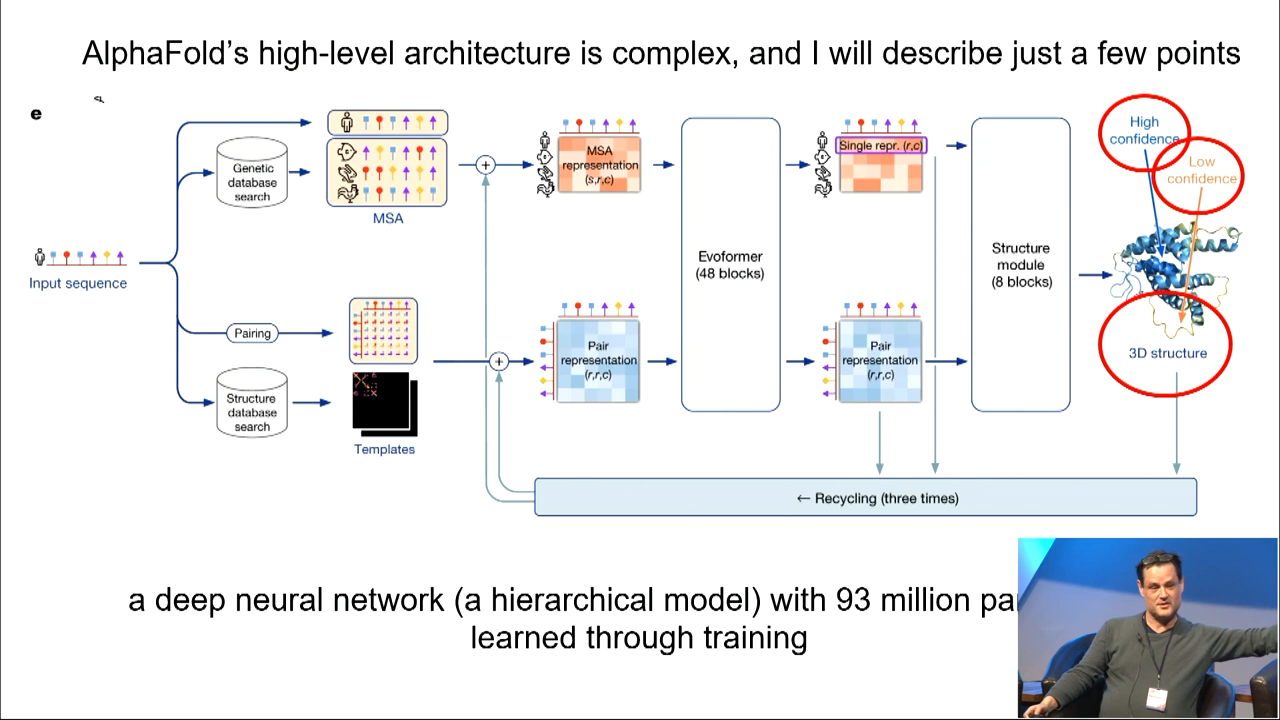 AlphaFold's high-level architecture is complex, and I will describe just a few points
e
Genetic
database
search
MSA
Input sequence
Pairing
Structure
database
search
Templates
MSA
representation
(s,r,c)
Pair
representation
(r,r,c)
Evoformer
(48 blocks)
Single repr. (r,c)
Pair
representation
(r,r,c)
Structure
module
(8 blocks)
High
confidence
Low
confidence
3D structure
← Recycling (three times)
a deep neural network (a hierarchical model) with 93 million pa
learned through training